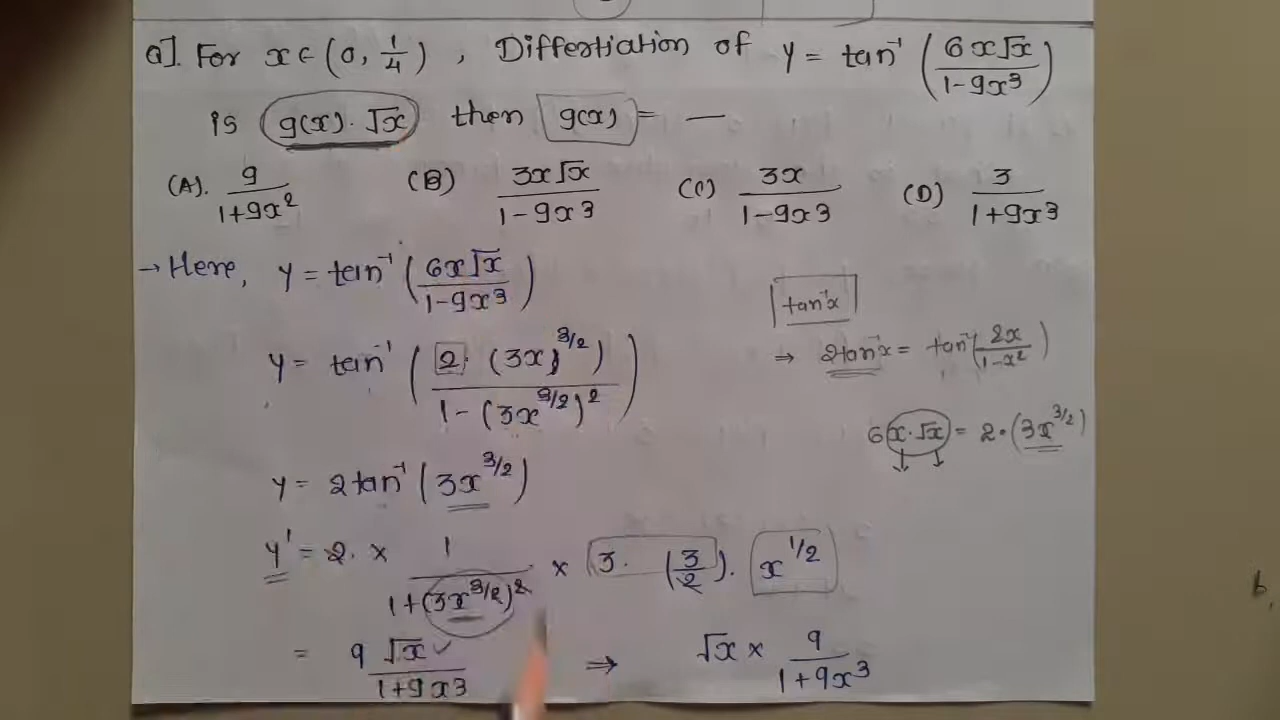 Q]. For x ∈ (0, 1/4), Differtiation of y = tan⁻¹ (6x√x / 1-9x³)
is g(x)·√x then g(x) = —
(A). 9 / 1+9x² (B) 3x√x / 1-9x3 (C) 3x / 1-9x3 (D) 3 / 1+9x³
→ Here, y = tan⁻¹ (6x√x / 1-9x³)
tan⁻¹x
y = tan⁻¹ (2· (3x)^3/2) / 1-(3x^3/2)²)
⇒ 2tan⁻¹x = tan⁻¹(2x / 1-x²)
6x·√x = 2·(3x^3/2)
y = 2tan⁻¹ (3x^3/2)
y' = 2· × 1 / 1+(3x^3/2)² × 3· (3/2)· x^1/2
= 9√x / 1+9x3 ⇒ √x × 9 / 1+9x³